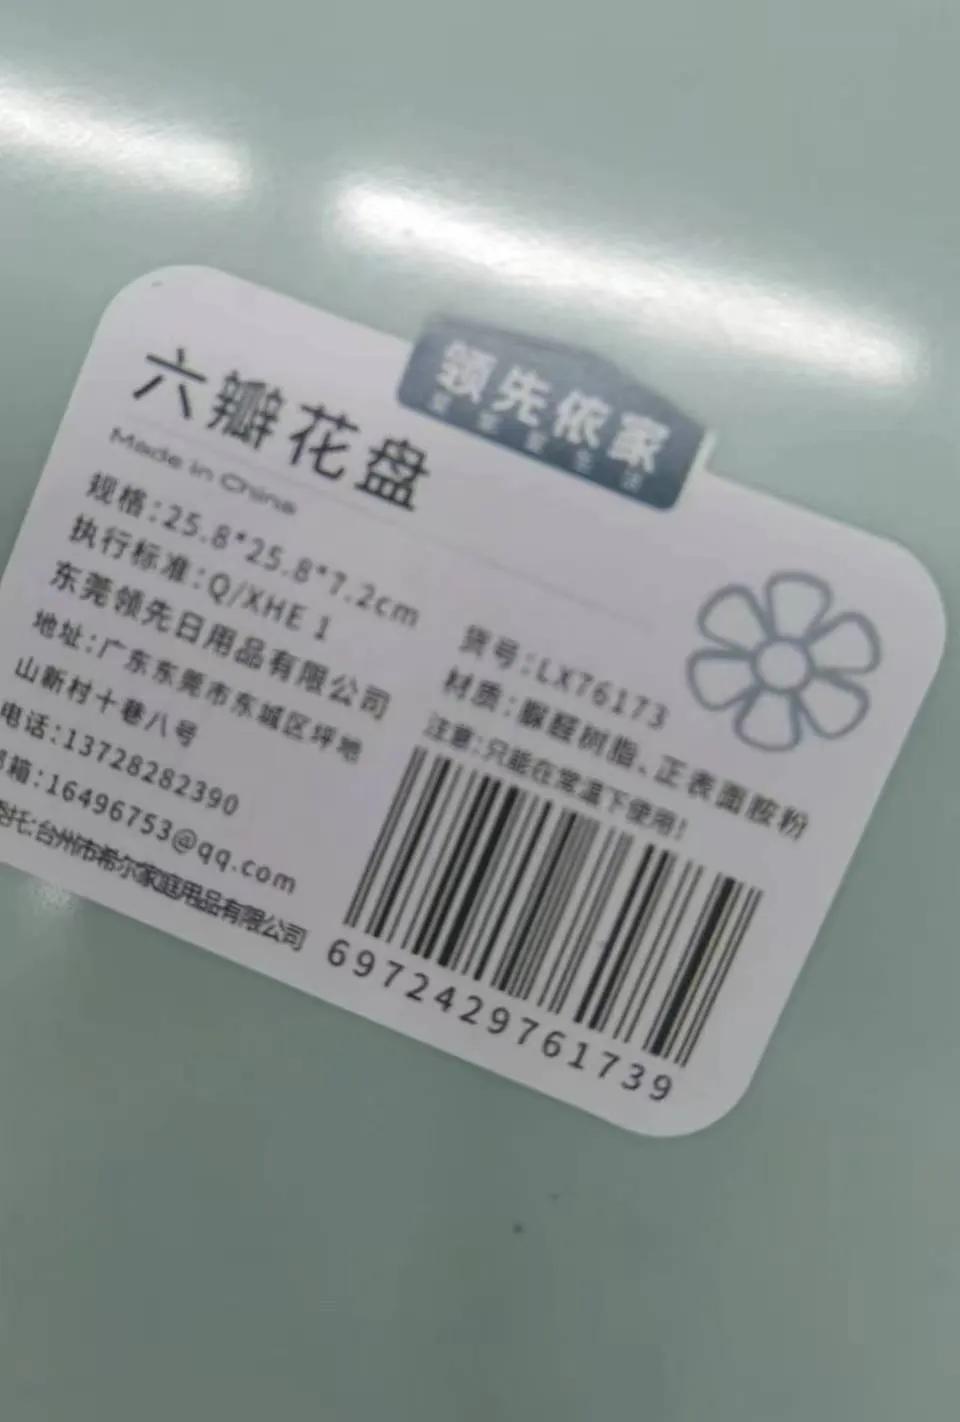 领先依家
六瓣花盘
Made in China
规格:25.8*25.8*7.2cm
执行标准:Q/XHE 1
东莞领先日用品有限公司
地址:广东东莞市东城区坪地
山新村十巷八号
电话:13728282390
箱:16496753@qq.com
托:台州市希尔家庭用品有限公司
货号:LX76173
材质:脲醛树脂、正表面胺粉
注意:只能在常温下使用!
6972429761739